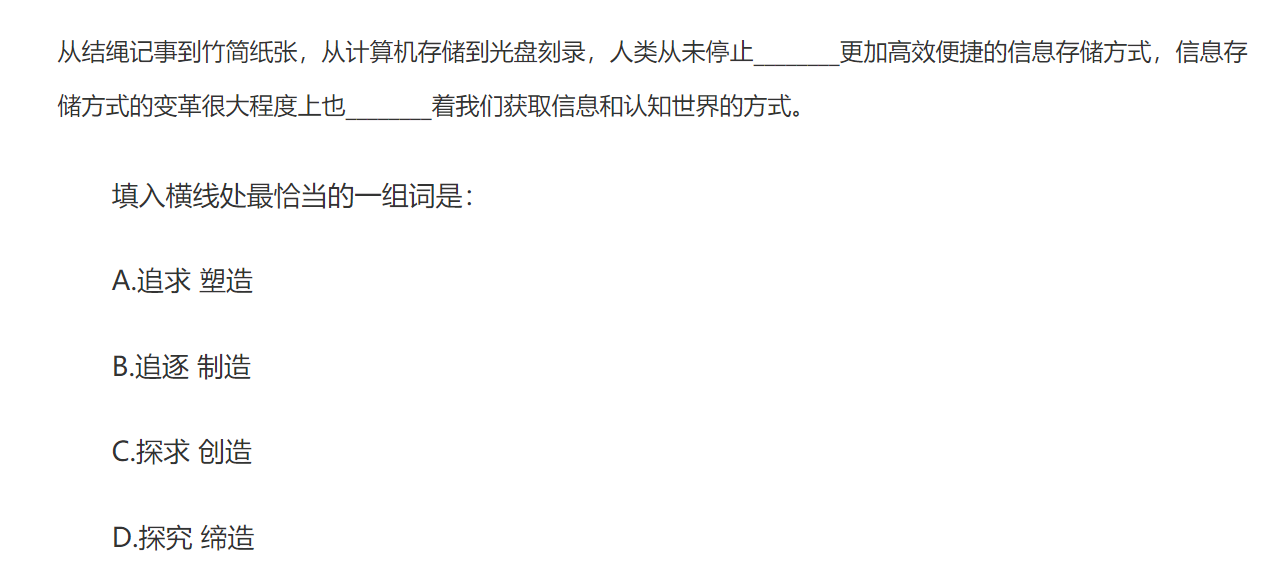 从结绳记事到竹简纸张，从计算机存储到光盘刻录，人类从未停止________更加高效便捷的信息存储方式，信息存
储方式的变革很大程度上也________着我们获取信息和认知世界的方式。
填入横线处最恰当的一组词是：
A.追求 塑造
B.追逐 制造
C.探求 创造
D.探究 缔造